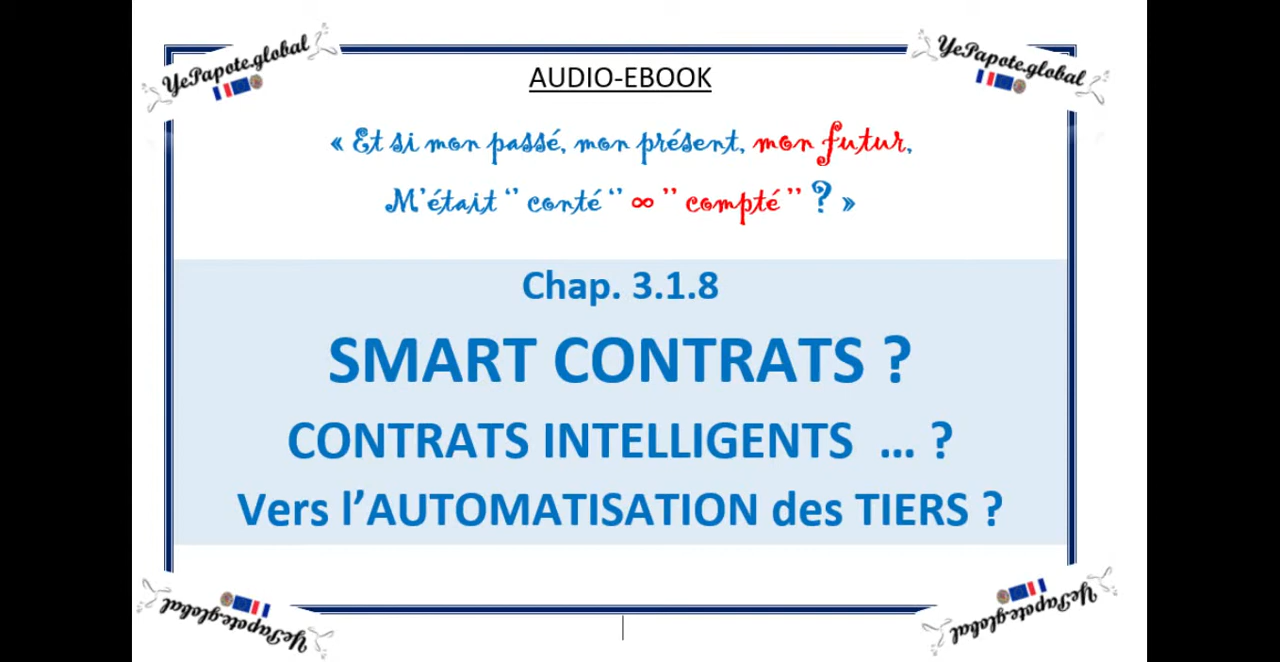 YePapote.global
YePapote.global
AUDIO-EBOOK
« Et si mon passé, mon présent, mon futur,
M’était ‘’ conté ‘’ ∞ ’’ compté ’’ ? »
Chap. 3.1.8
SMART CONTRATS ?
CONTRATS INTELLIGENTS ... ?
Vers l’AUTOMATISATION des TIERS ?
YePapote.global
YePapote.global